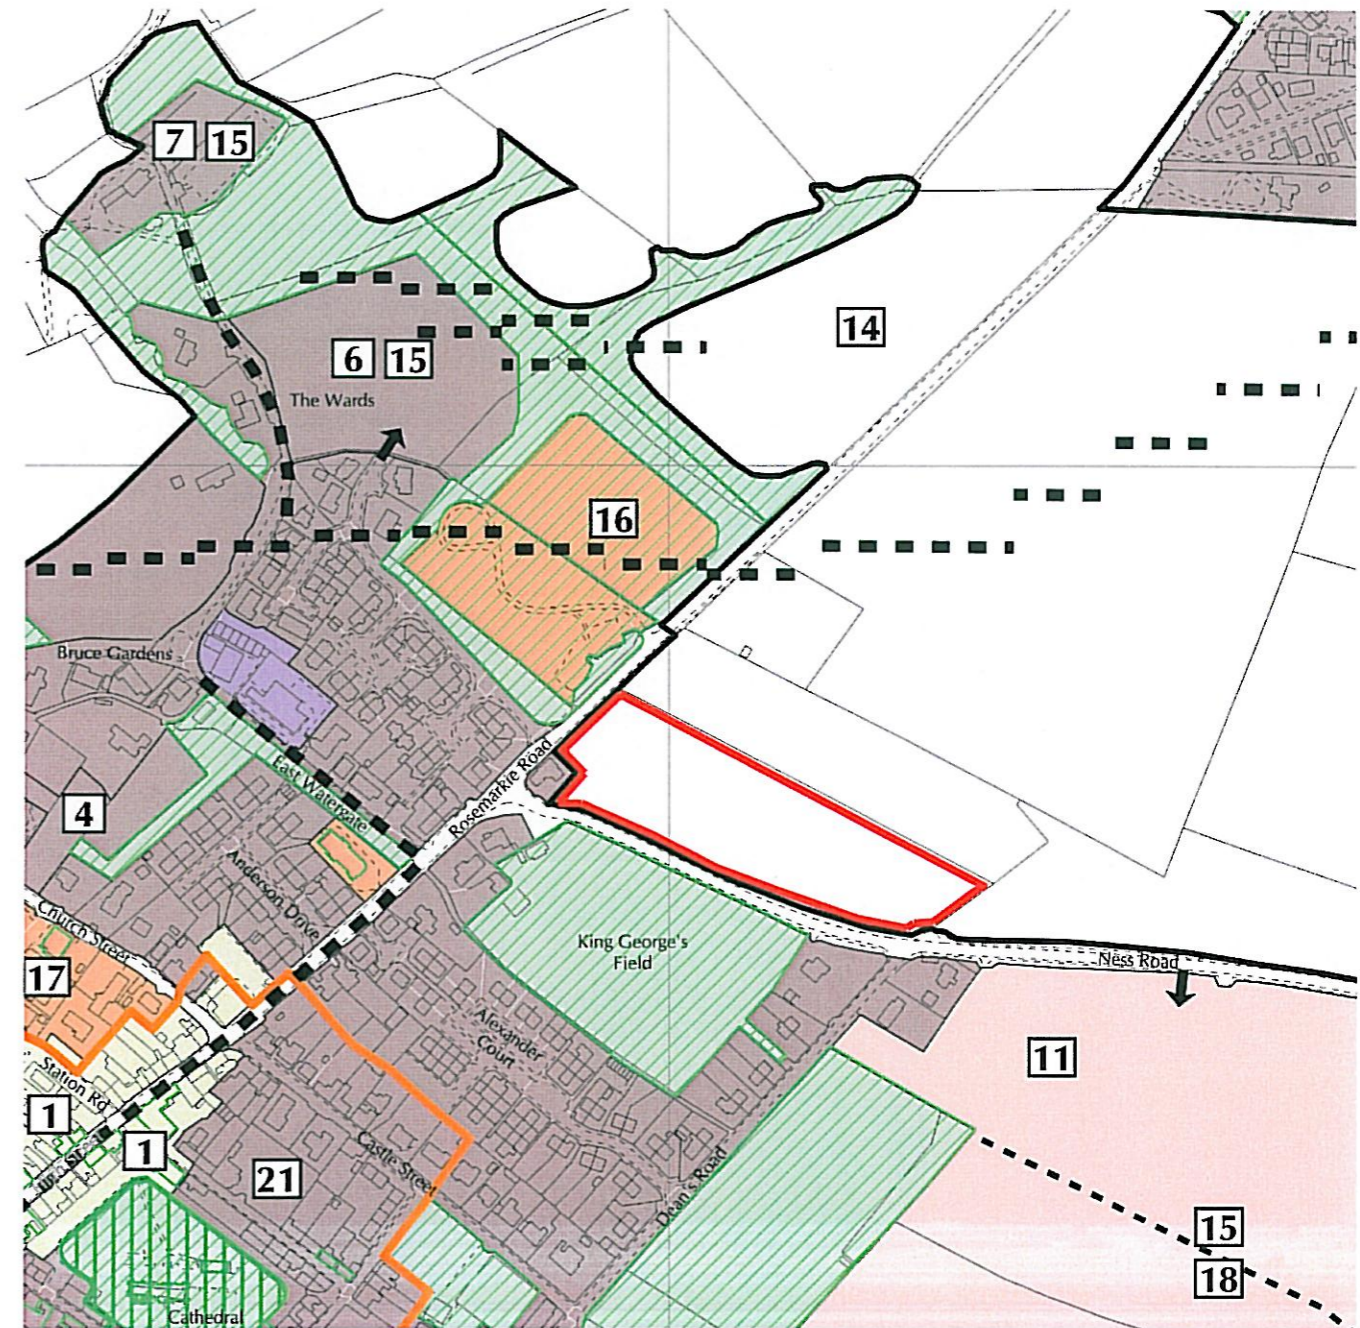 7 15
14
6 15
The Wards
16
Bruce Gardens
East Watergate
Rosemarkie Road
4
Anderson Drive
Church Street
King George's
Field
17
Ness Road
Alexander
Court
11
Station Rd
1
1
Castle Street
21
Dean's Road
15
18
Cathedral